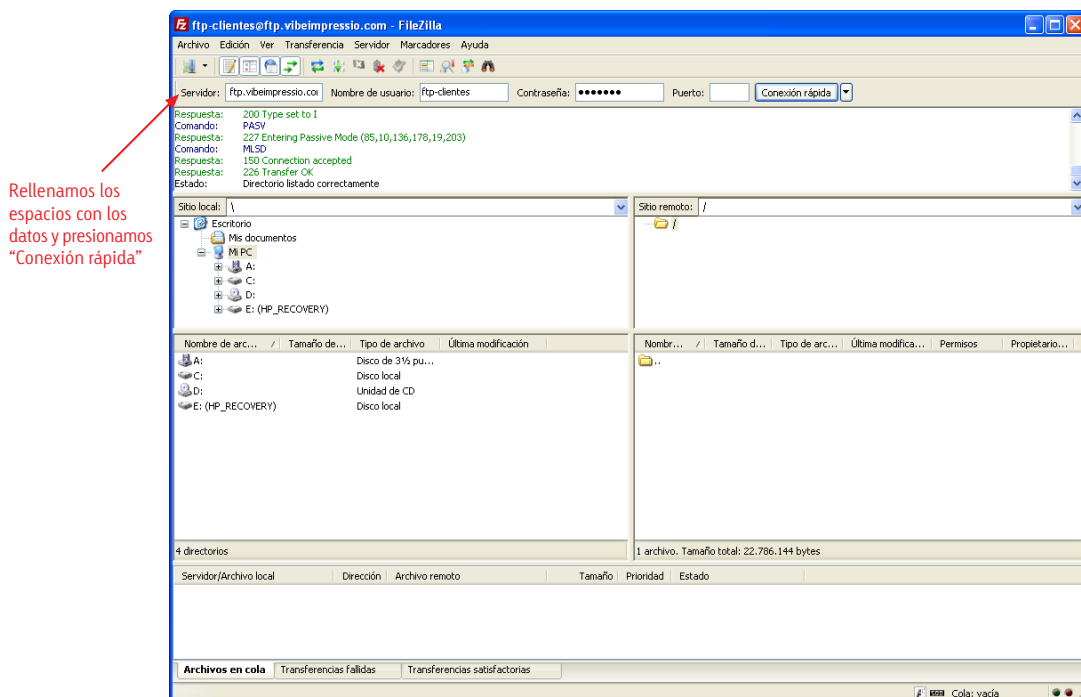 ftp-clientes@ftp.vibeimpressio.com - FileZilla
Archivo Edición Ver Transferencia Servidor Marcadores Ayuda
Servidor: ftp.vibeimpressio.coi Nombre de usuario: ftp-clientes Contraseña: ●●●●●●● Puerto: Conexión rápida
Respuesta: 200 Type set to I
Comando: PASV
Respuesta: 227 Entering Passive Mode (85,10,136,178,19,203)
Comando: MLSD
Respuesta: 150 Connection accepted
Respuesta: 226 Transfer OK
Estado: Directorio listado correctamente
Rellenamos los
espacios con los
datos y presionamos
“Conexión rápida”
Sitio local: \
Escritorio
Mis documentos
Mi PC
A:
C:
D:
E: (HP_RECOVERY)
Sitio remoto: /
/
Nombre de arc... / Tamaño de... Tipo de archivo Última modificación
A: Disco de 3½ pu...
C: Disco local
D: Unidad de CD
E: (HP_RECOVERY) Disco local
4 directorios
Nombr... / Tamaño d... Tipo de arc... Última modifica... Permisos Propietario...
..
1 archivo. Tamaño total: 22.786.144 bytes
Servidor/Archivo local Dirección Archivo remoto Tamaño Prioridad Estado
Archivos en cola Transferencias fallidas Transferencias satisfactorias
Cola: vacía